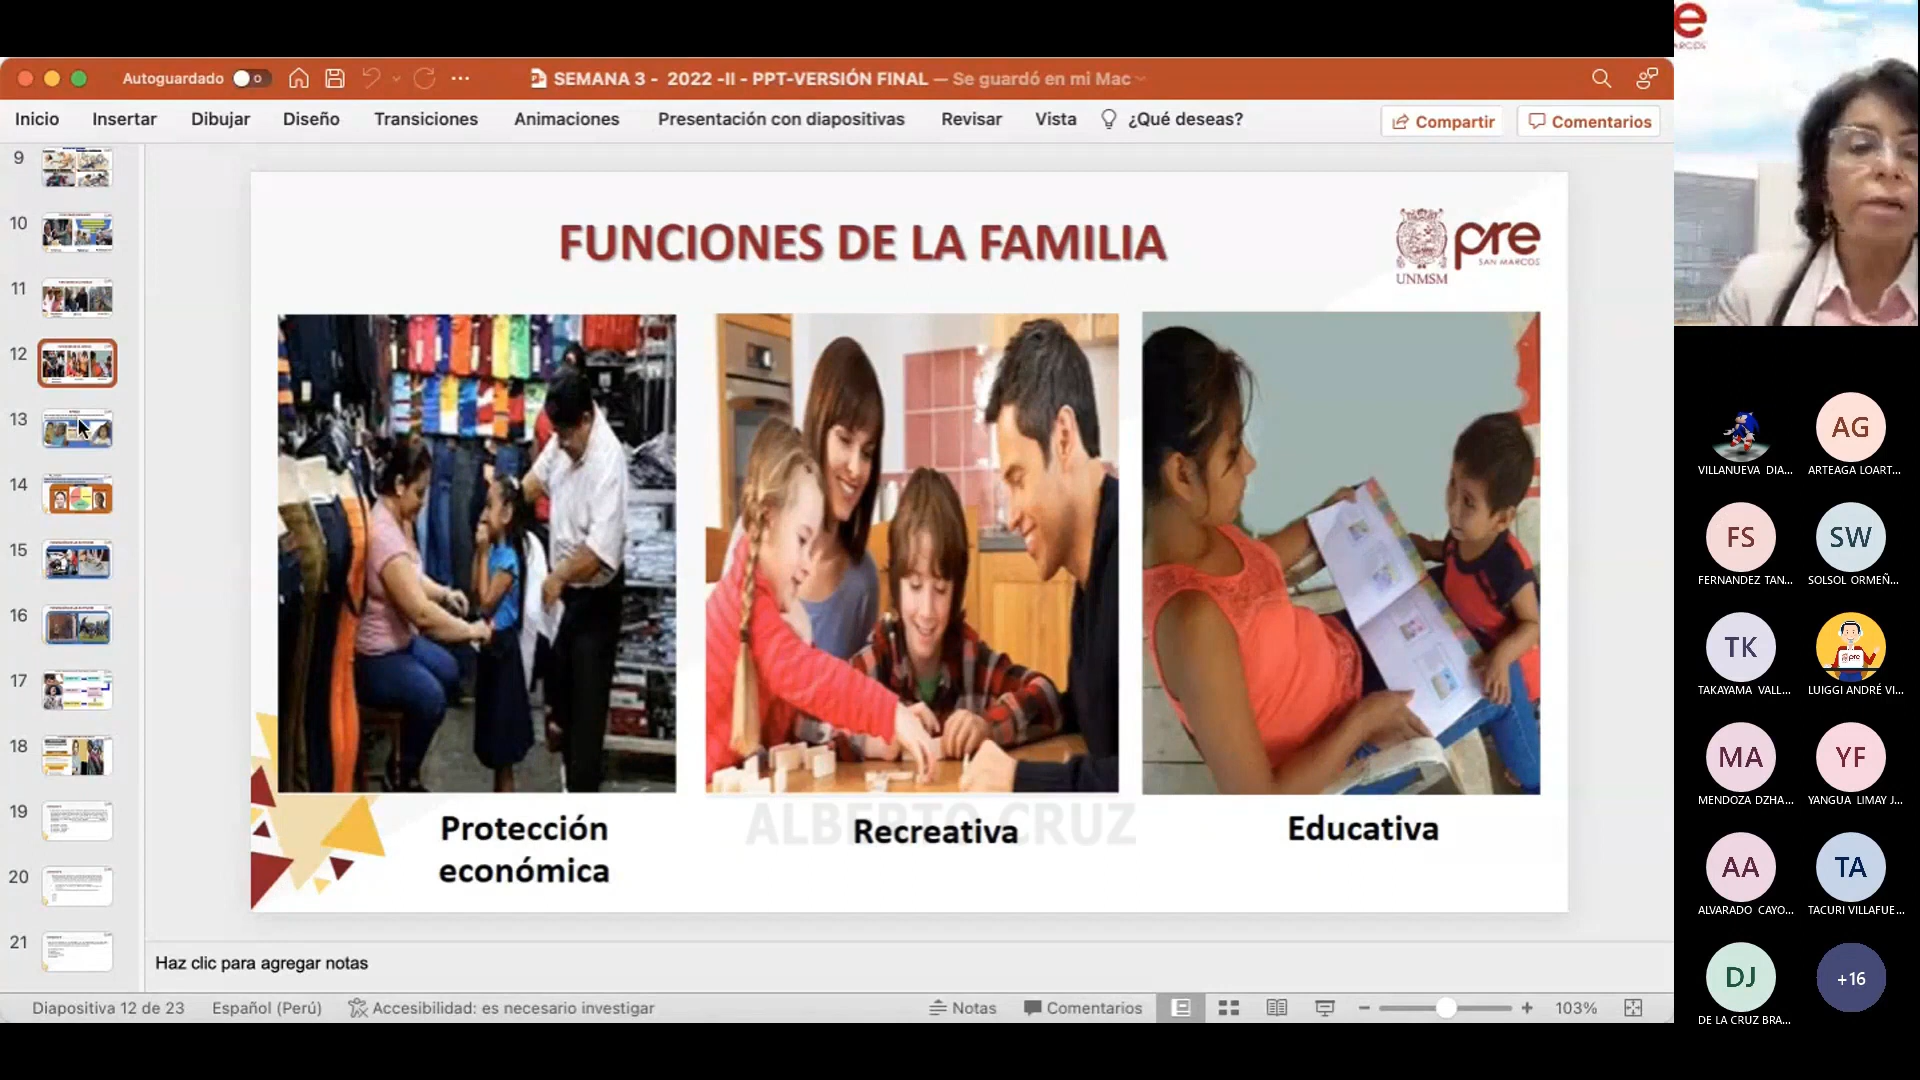 Autoguardado
SEMANA 3 - 2022 -II - PPT-VERSIÓN FINAL — Se guardó en mi Mac
Inicio Insertar Dibujar Diseño Transiciones Animaciones Presentación con diapositivas Revisar Vista ¿Qué deseas? Compartir Comentarios
9
10
11
12
13
14
15
16
17
18
19
20
21
FUNCIONES DE LA FAMILIA
UNMSM
pre
SAN MARCOS
ALBERTO CRUZ
Protección
económica
Recreativa
Educativa
Haz clic para agregar notas
Diapositiva 12 de 23 Español (Perú) Accesibilidad: es necesario investigar Notas Comentarios 103%
VILLANUEVA DIA...
AG
ARTEAGA LOART...
FS
FERNANDEZ TAN...
SW
SOLSOL ORMEÑ...
TK
TAKAYAMA VALL...
LUIGGI ANDRÉ VI...
MA
MENDOZA DZHA...
YF
YANGUA LIMAY J...
AA
ALVARADO CAYO...
TA
TACURI VILLAFUE...
DJ
DE LA CRUZ BRA...
+16